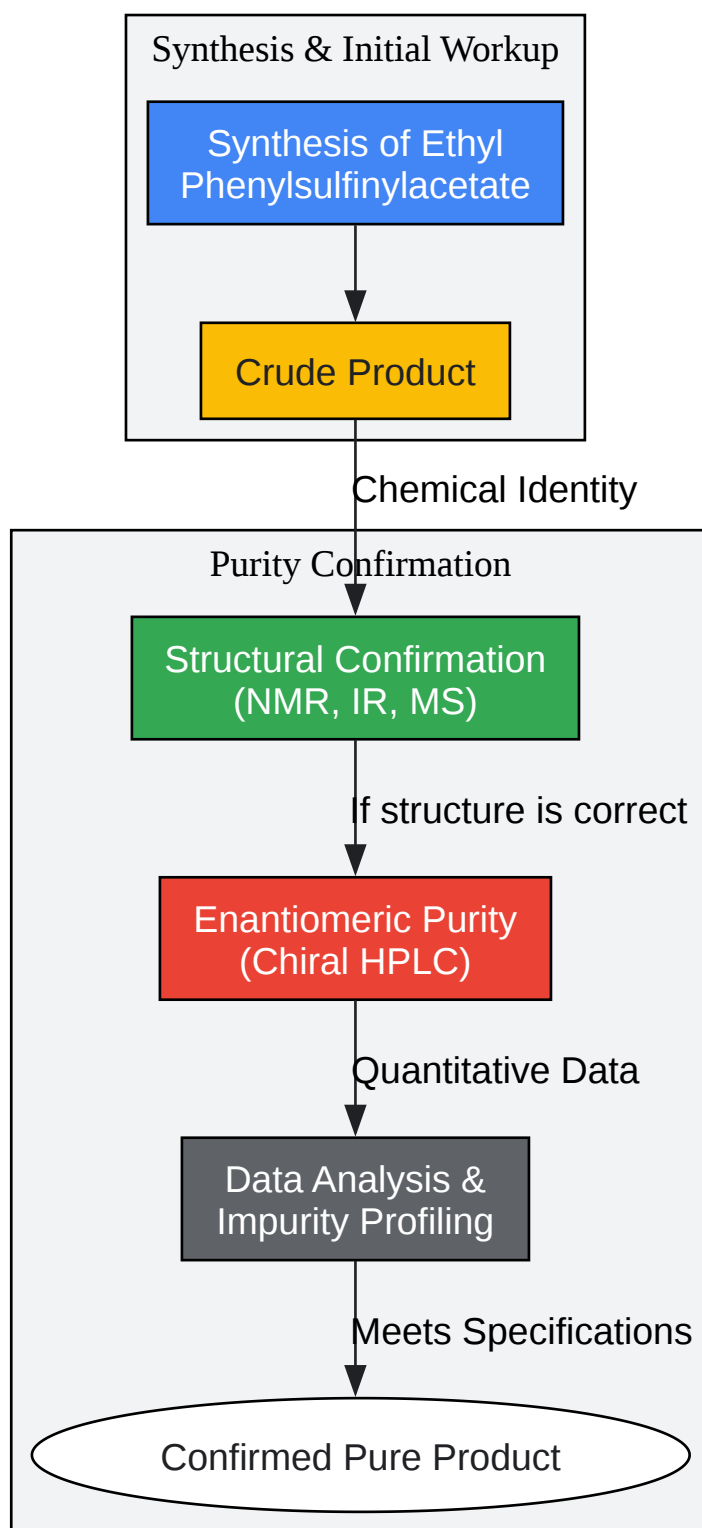 Synthesis & Initial Workup
Synthesis of Ethyl
Phenylsulfinylacetate
Crude Product
Chemical Identity
Purity Confirmation
Structural Confirmation
(NMR, IR, MS)
If structure is correct
Enantiomeric Purity
(Chiral HPLC)
Quantitative Data
Data Analysis &
Impurity Profiling
Meets Specifications
Confirmed Pure Product